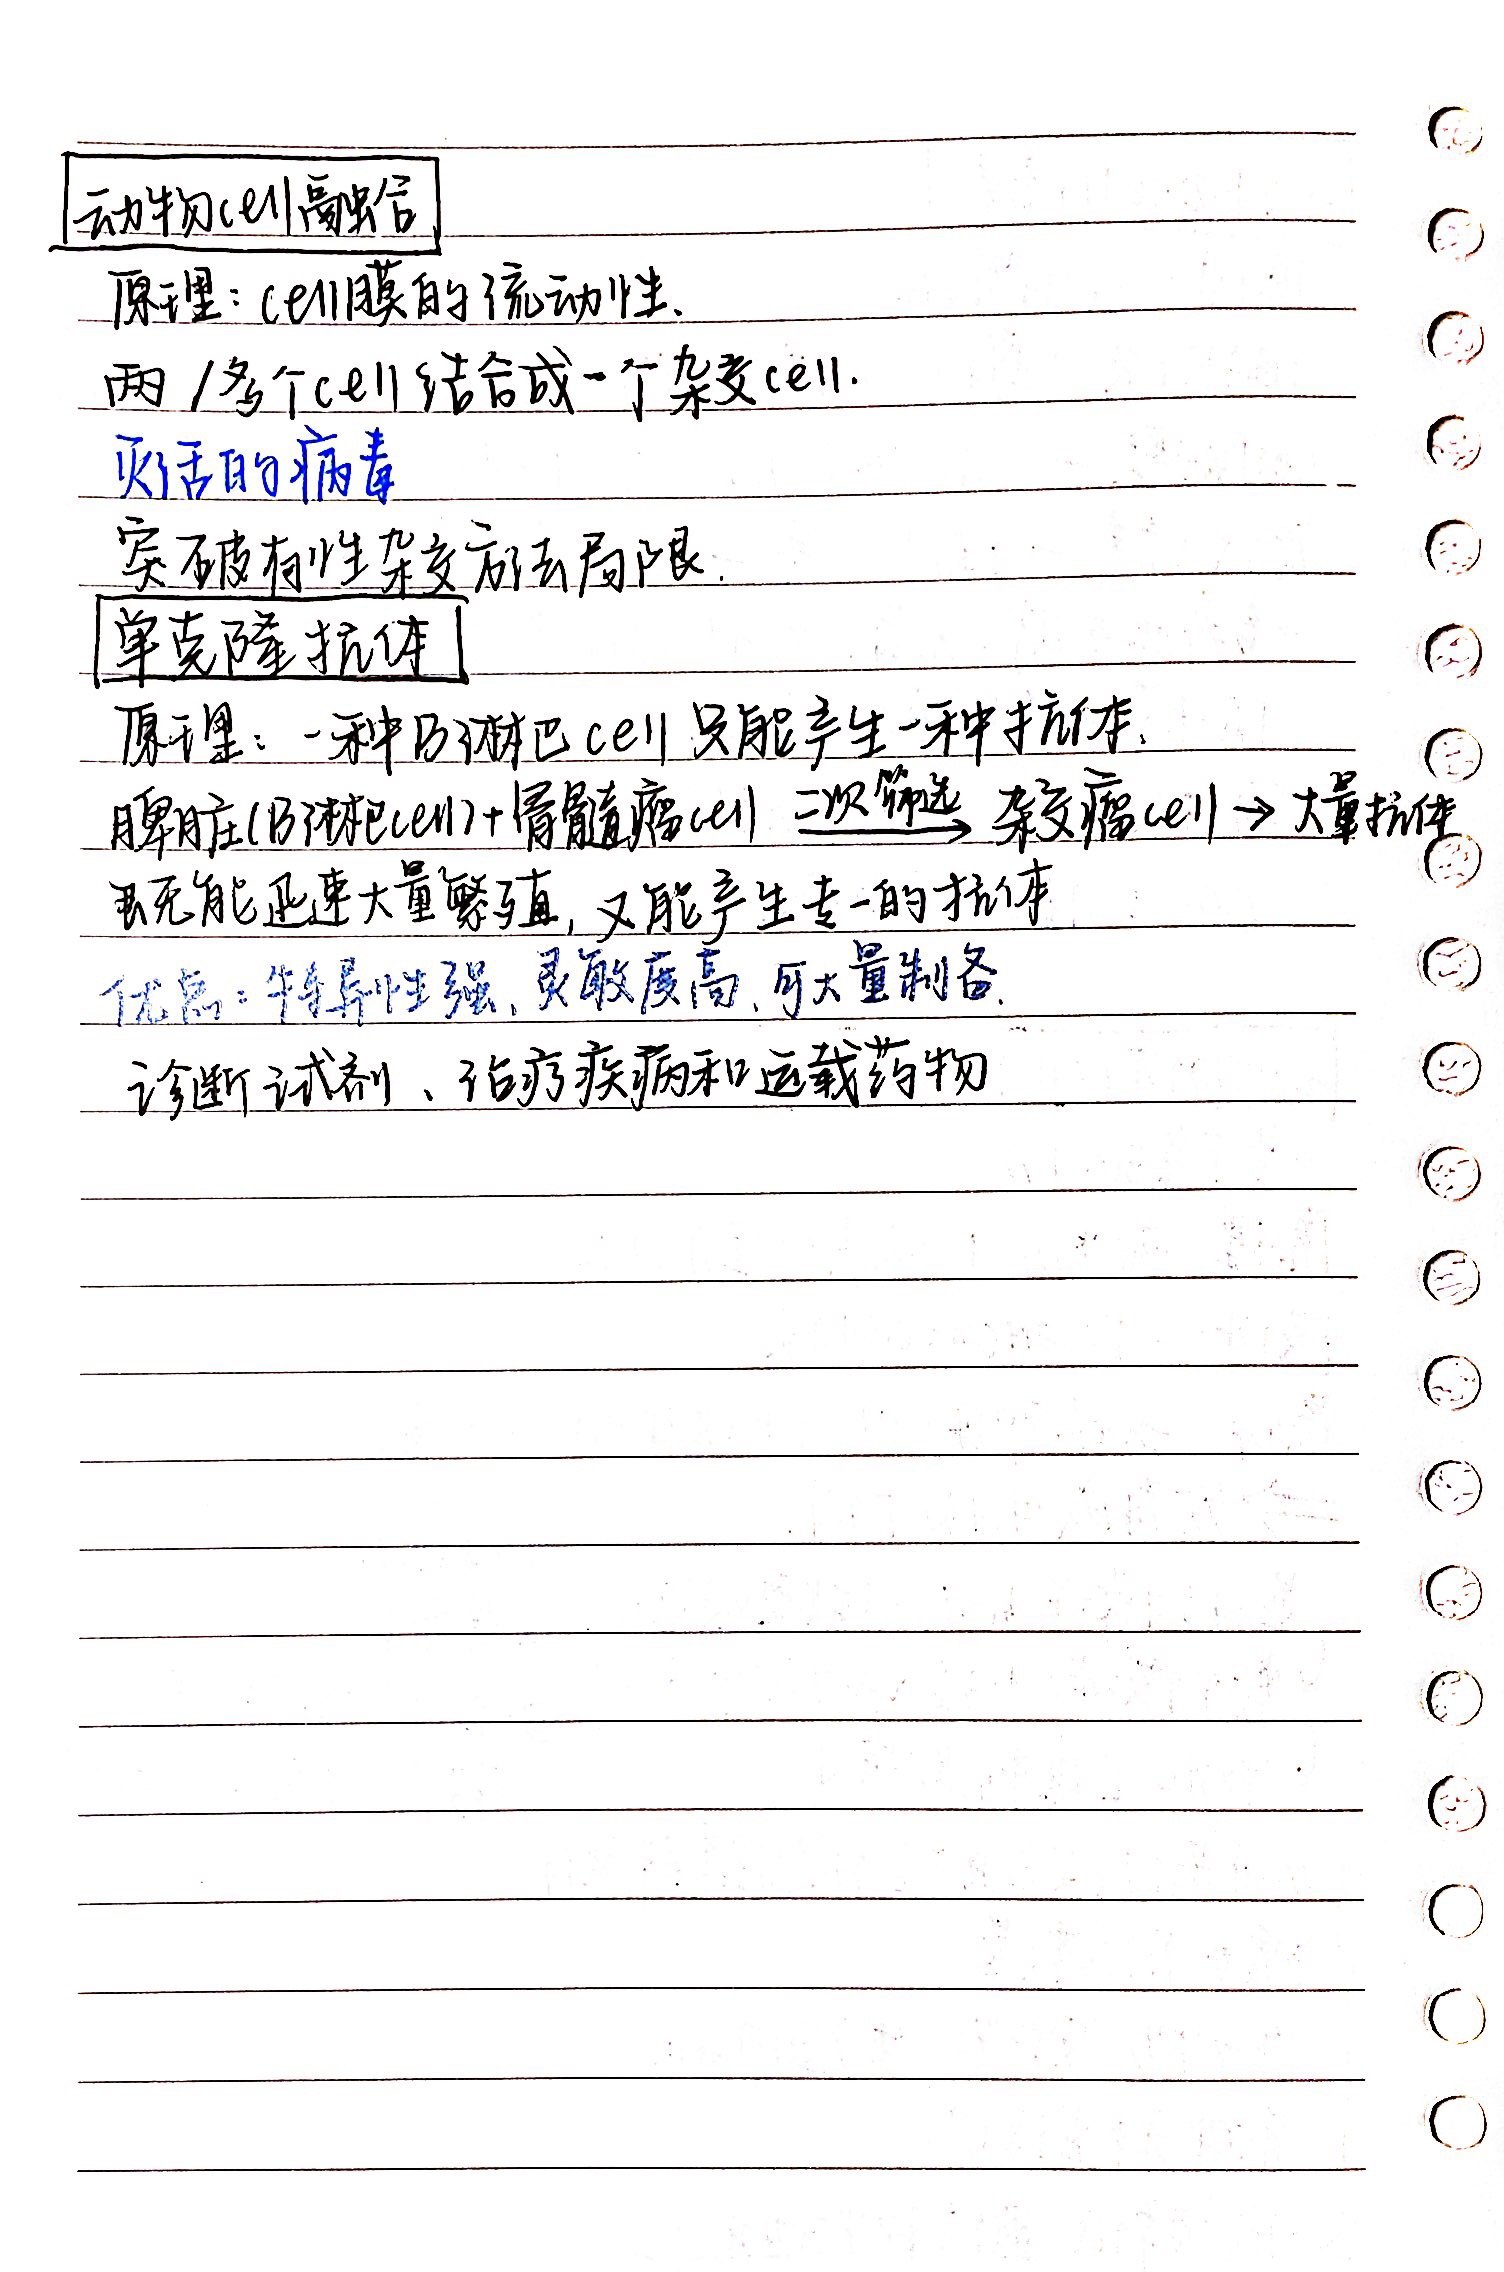 动物cell融合
原理：cell膜的流动性.
两/多个cell结合成一个杂交cell.
灭活的病毒
突破有性杂交方法局限.
单克隆抗体
原理：一种B淋巴cell只能产生一种抗体.
脾脏(B淋巴cell)+骨髓瘤cell 二次筛选→ 杂交瘤cell→大量抗体
既能迅速大量繁殖,又能产生专一的抗体
优点：特异性强、灵敏度高、可大量制备.
诊断试剂、治疗疾病和运载药物